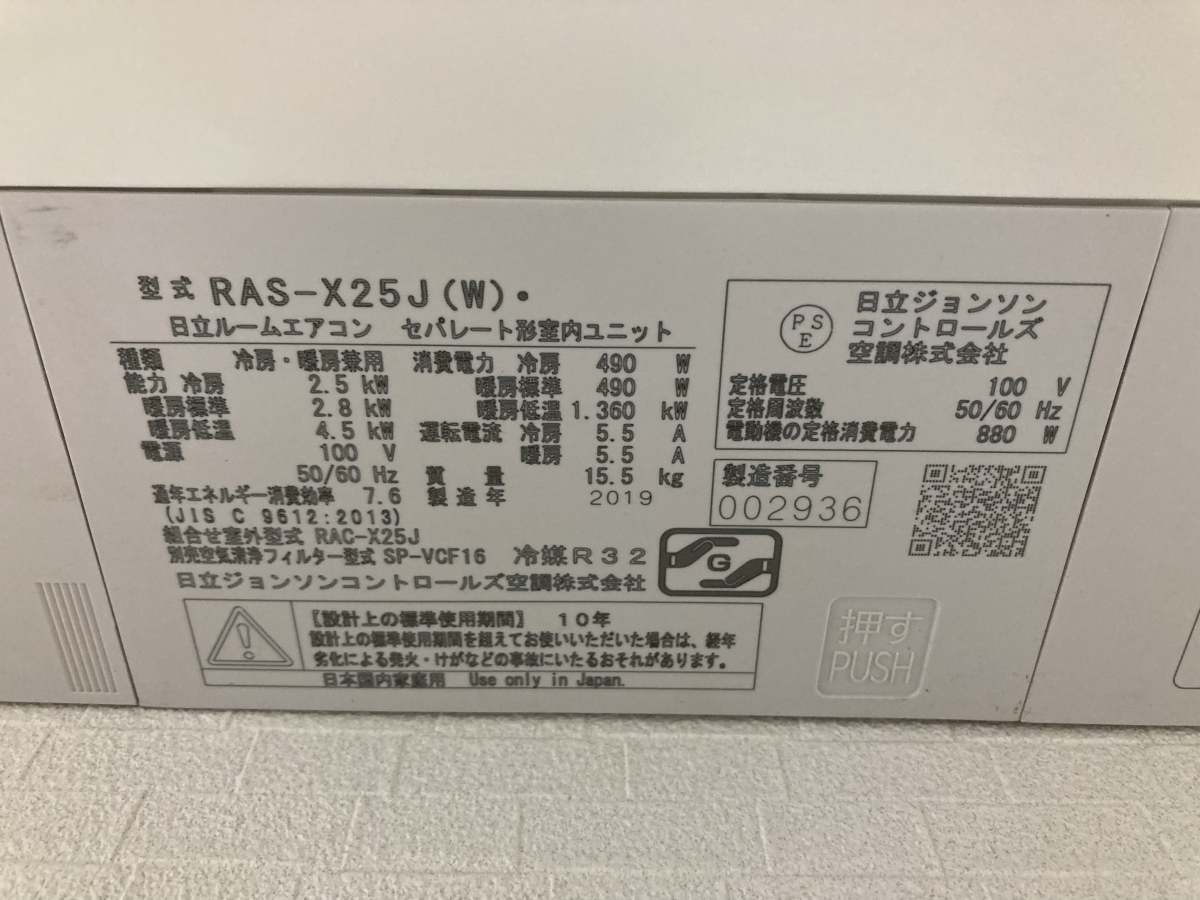 型式 RAS-X25J(W)・
日立ルームエアコン セパレート形室内ユニット
種類 冷房・暖房兼用 消費電力 冷房 490 W
能力 冷房 2.5 kW 暖房標準 490 W
暖房標準 2.8 kW 暖房低温 1.360 kW
暖房低温 4.5 kW 運転電流 冷房 5.5 A
電源 100 V 暖房 5.5 A
50/60 Hz 質量 15.5 kg
通年エネルギー消費効率 7.6 製造年 2019
(JIS C 9612:2013)
組合せ室外型式 RAC-X25J
別売空気清浄フィルター型式 SP-VCF16 冷媒R32
日立ジョンソンコントロールズ空調株式会社
G
PSE
日立ジョンソン
コントロールズ
空調株式会社
定格電圧 100 V
定格周波数 50/60 Hz
電動機の定格消費電力 880 W
製造番号
002936
【設計上の標準使用期間】 10年
設計上の標準使用期間を超えてお使いいただいた場合は、経年
劣化による発火・けがなどの事故にいたるおそれがあります。
日本国内家庭用 Use only in Japan.
押す
PUSH